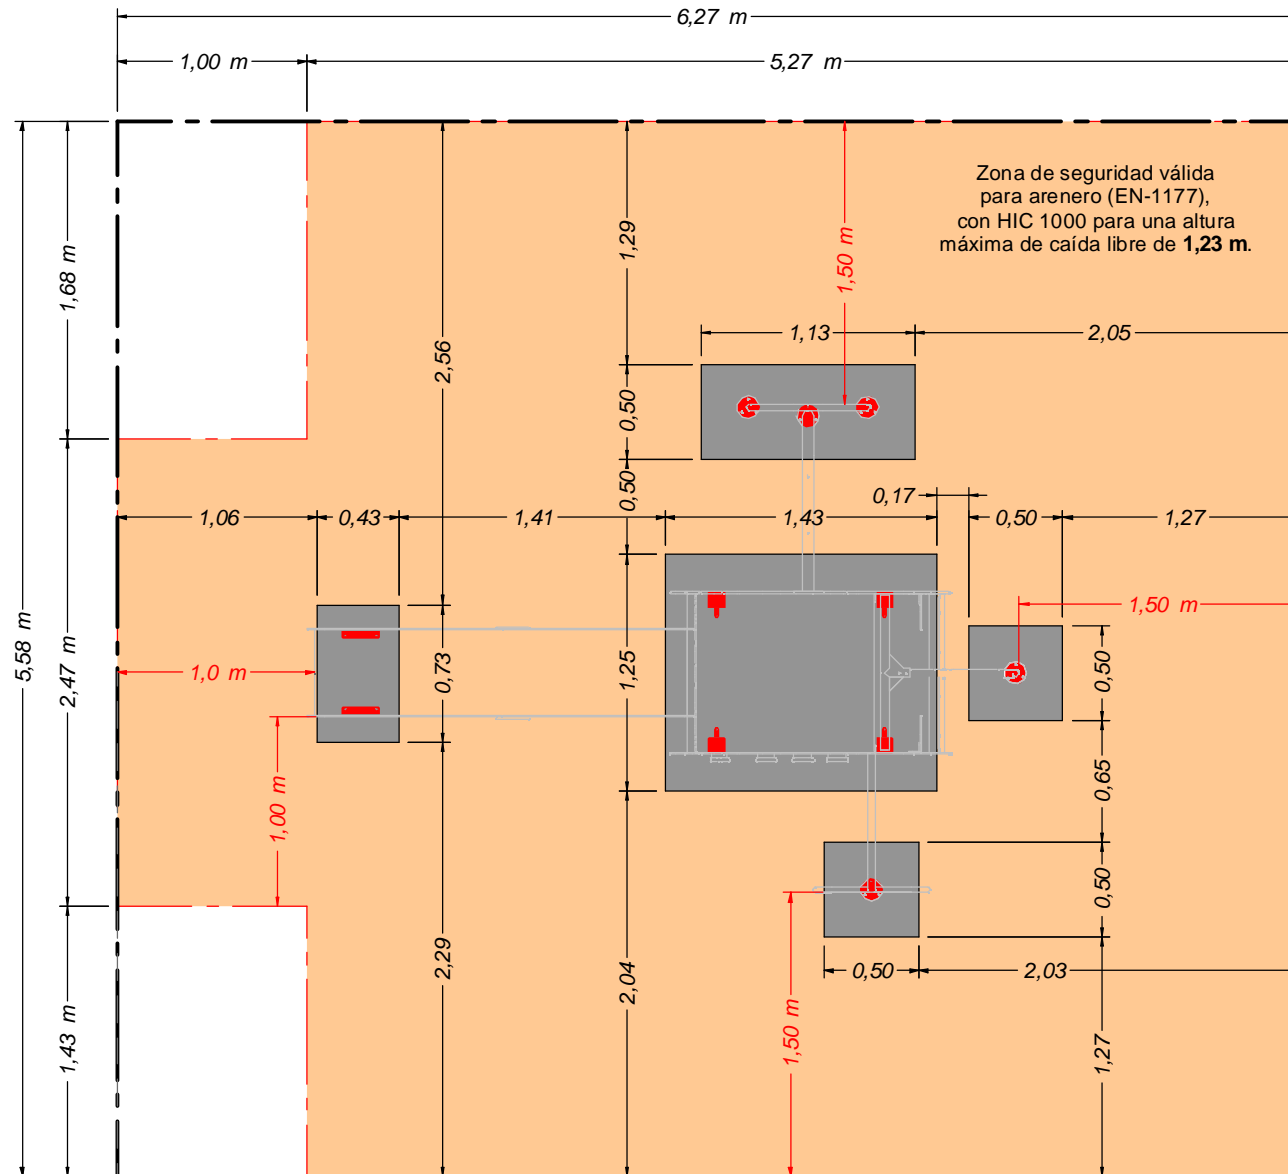 6,27 m
1,00 m
5,27 m
Zona de seguridad válida
para arenero (EN-1177),
con HIC 1000 para una altura
máxima de caída libre de 1,23 m.
1,68 m
2,56
1,29
1,50 m
1,13
2,05
0,50
0,50
0,17
1,06
0,43
1,41
1,43
0,50
1,27
5,58 m
2,47 m
1,0 m
0,73
1,25
1,50 m
0,50
1,00 m
0,65
0,50
1,43 m
2,29
2,04
0,50
2,03
1,50 m
1,27